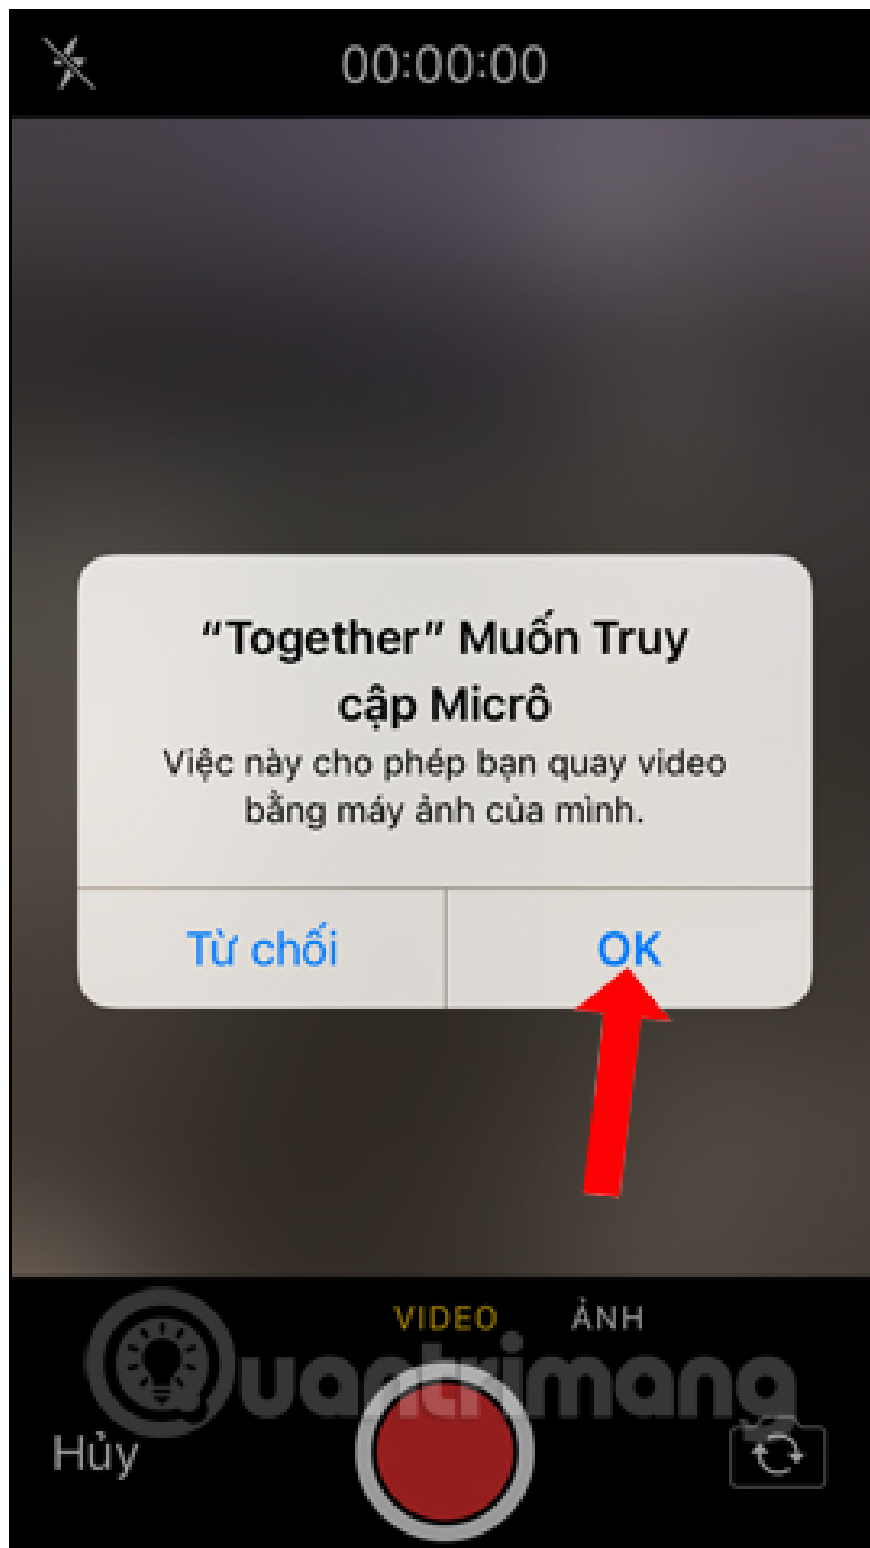 00:00:00
“Together” Muốn Truy
cập Micrô
Việc này cho phép bạn quay video
bằng máy ảnh của mình.
Từ chối
OK
VIDEO
ẢNH
Quantrimang
Hủy